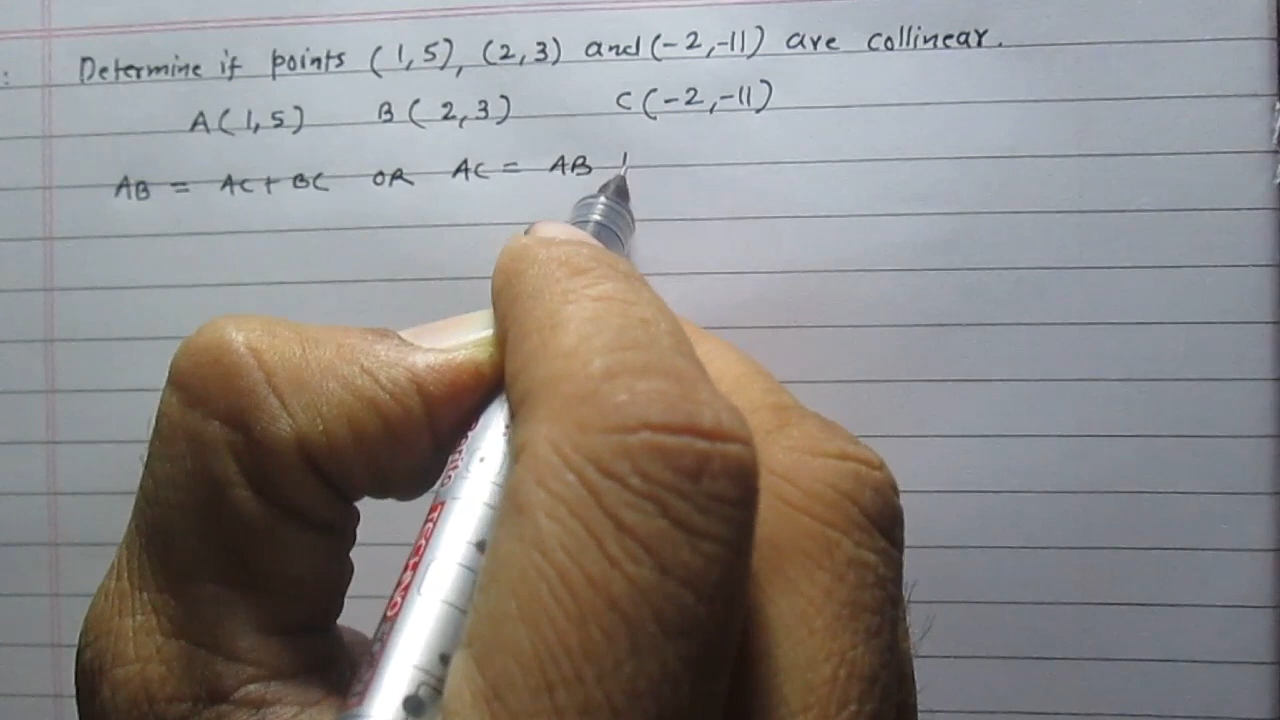 : Determine if points (1,5), (2,3) and (-2,-11) are collinear.
A(1,5) B(2,3) C(-2,-11)
AB = AC+BC OR AC = AB
TECHNO